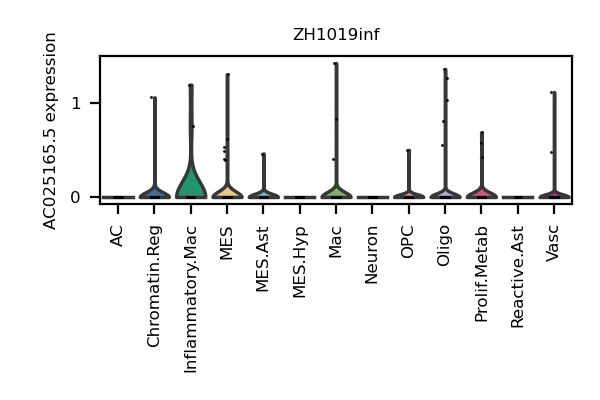 ZH1019inf
AC025165.5 expression
1
0
AC
Chromatin.Reg
Inflammatory.Mac
MES
MES.Ast
MES.Hyp
Mac
Neuron
OPC
Oligo
Prolif.Metab
Reactive.Ast
Vasc